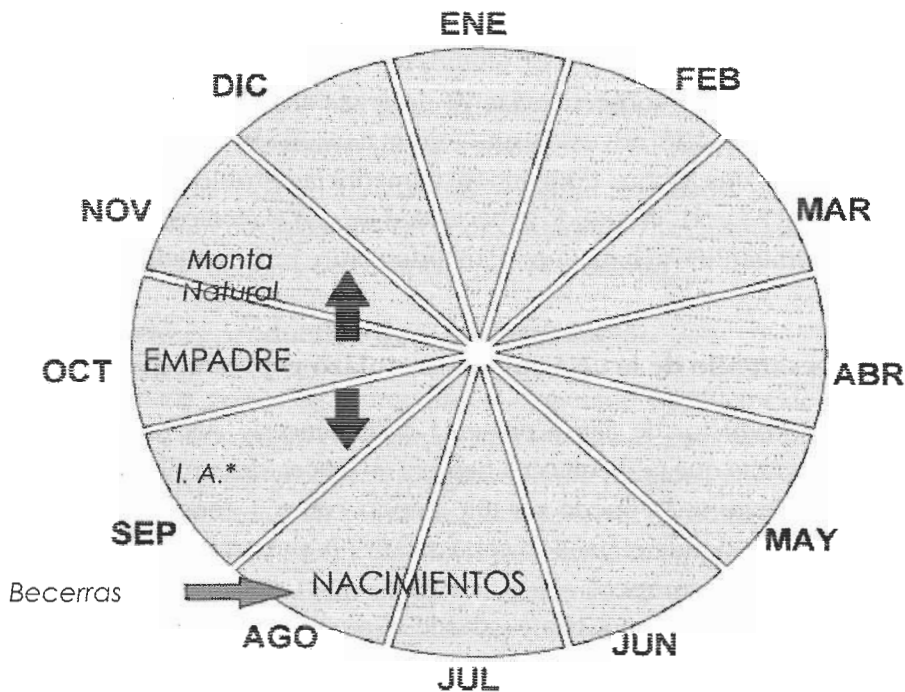 ENE
FEB
MAR
ABR
MAY
JUN
JUL
AGO
SEP
OCT
NOV
DIC
Monta
Natural
EMPADRE
I. A.*
NACIMIENTOS
Becerras